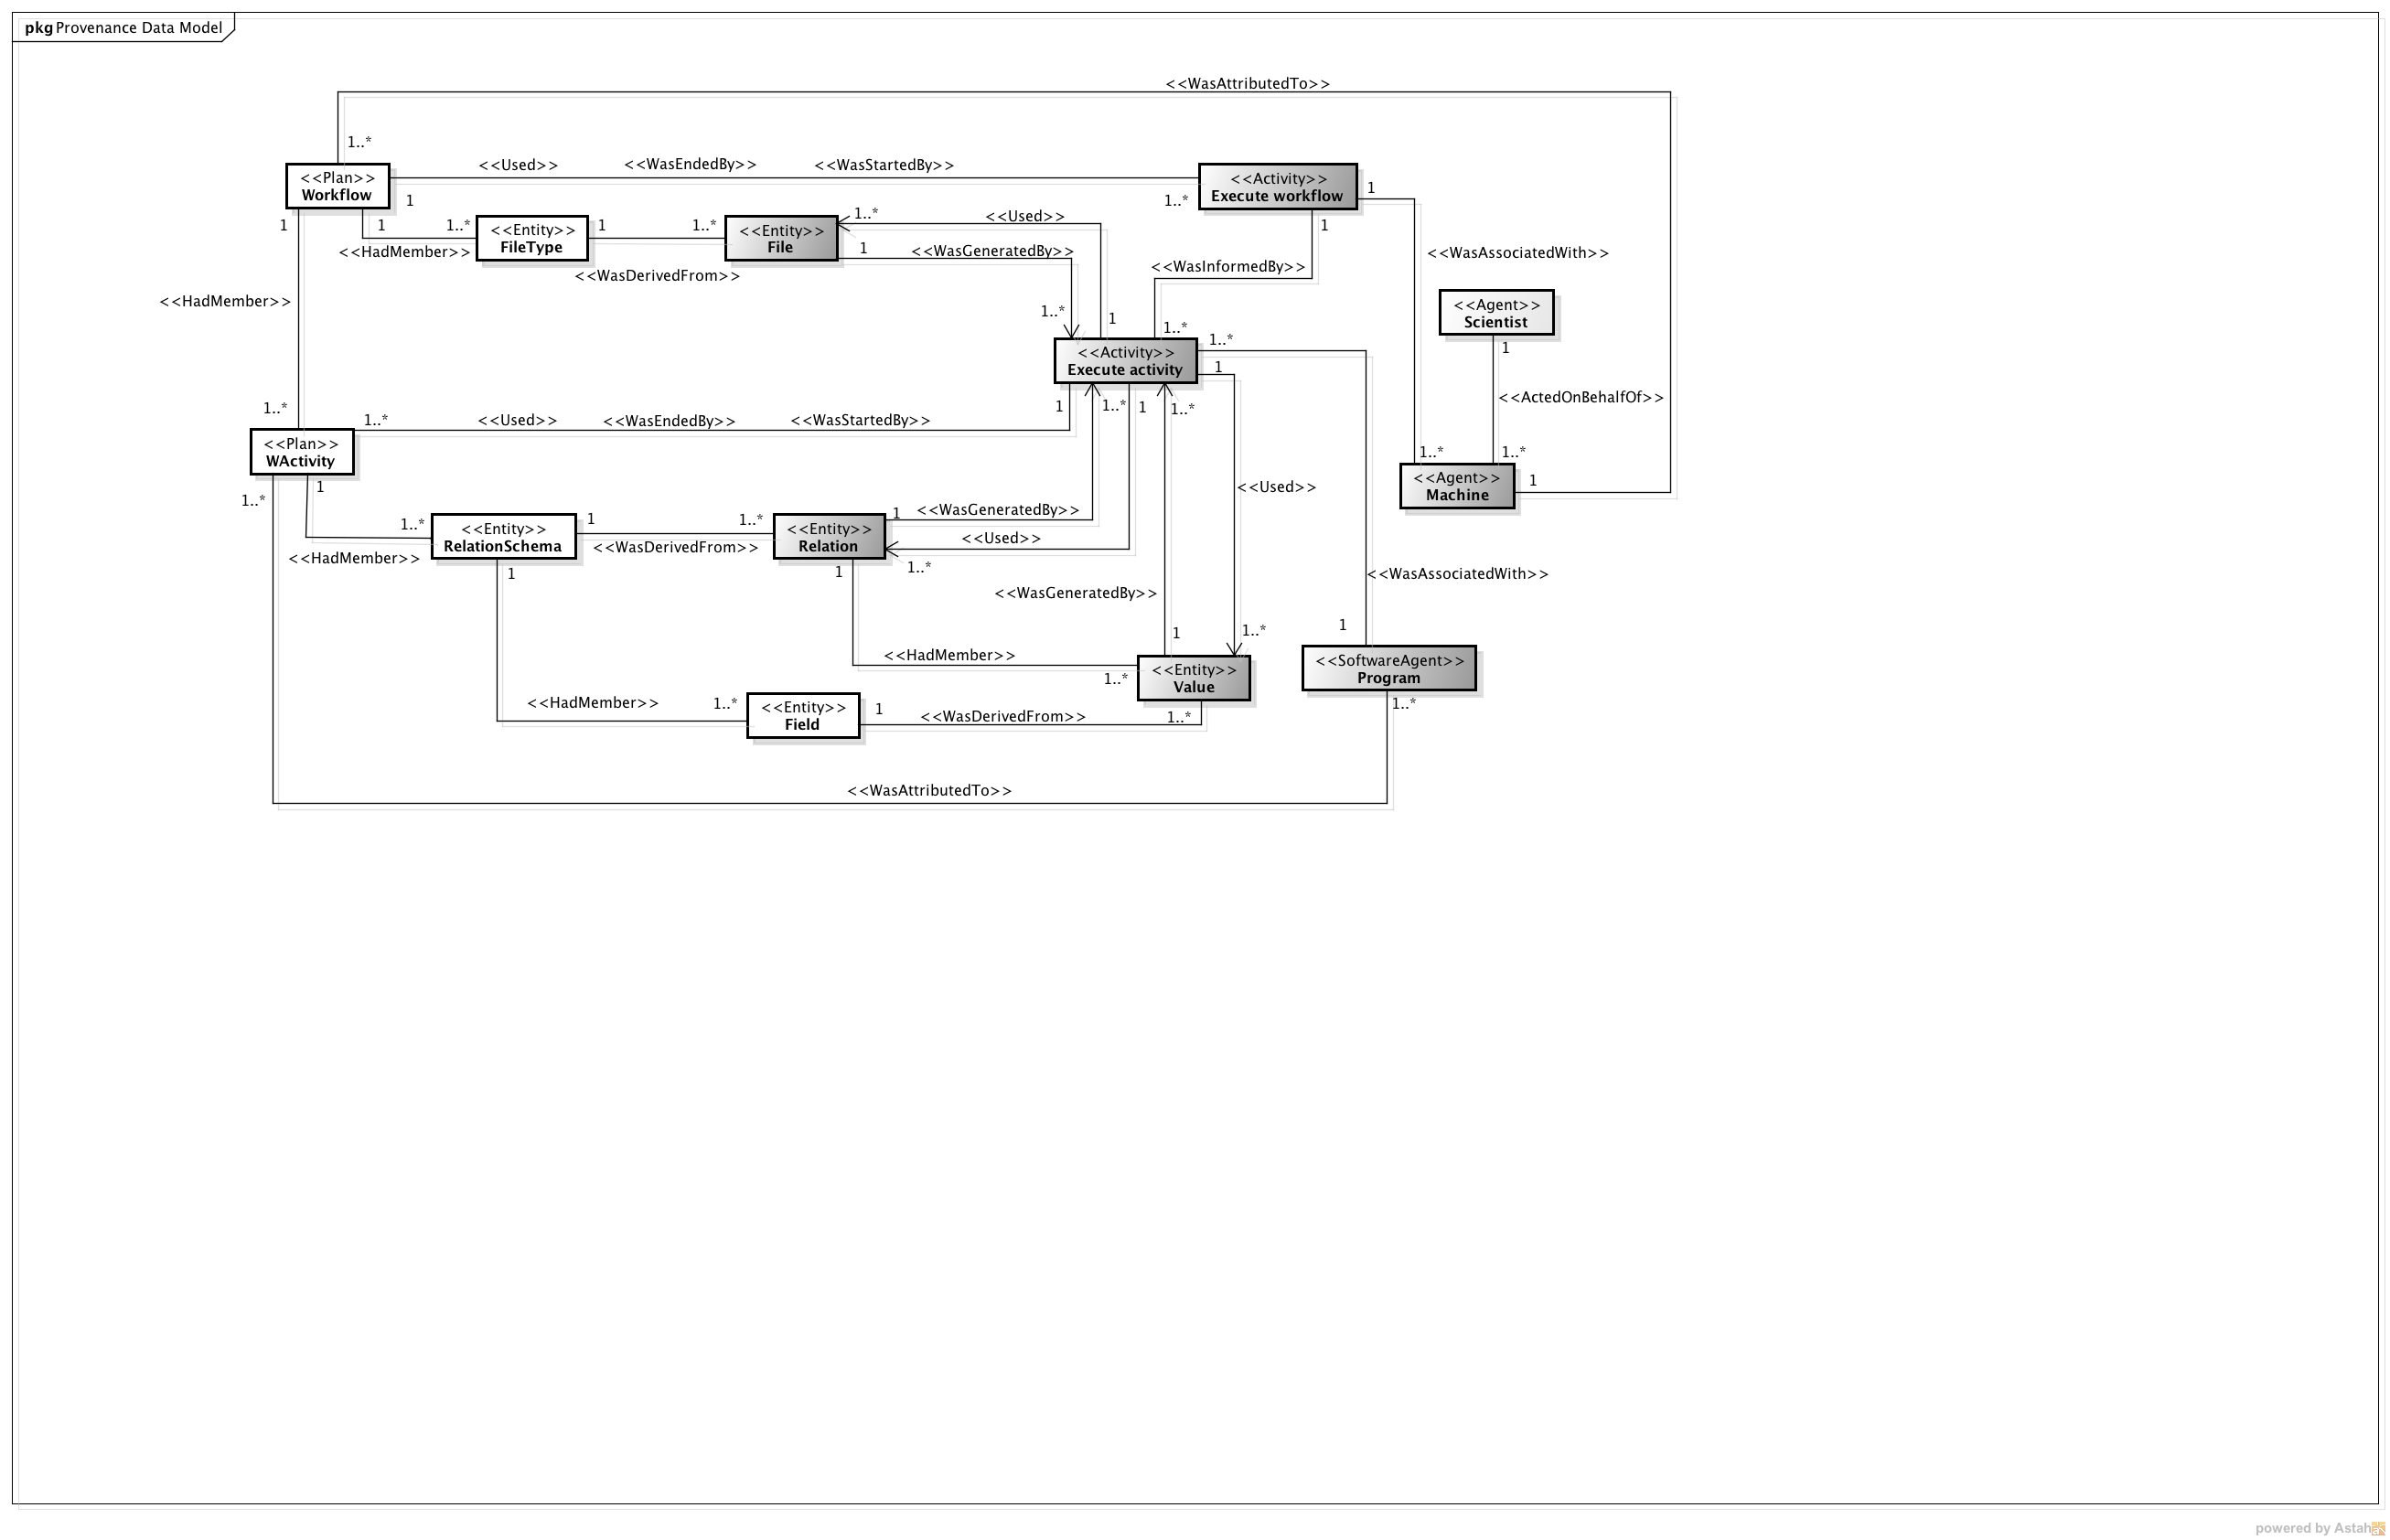 pkg Provenance Data Model
<<WasAttributedTo>>
1..*
<<Plan>>
Workflow
<<Used>>
<<WasEndedBy>>
<<WasStartedBy>>
<<Activity>>
Execute workflow
1
1
1..*
1
1
1..*
<<Entity>>
FileType
1
1..*
<<Entity>>
File
1..*
<<Used>>
1
<<HadMember>>
<<WasDerivedFrom>>
1
<<WasGeneratedBy>>
<<WasInformedBy>>
<<WasAssociatedWith>>
<<HadMember>>
1..*
1
1..*
<<Agent>>
Scientist
1
<<Activity>>
Execute activity
1..*
1
<<ActedOnBehalfOf>>
1..*
1..*
<<Used>>
<<WasEndedBy>>
<<WasStartedBy>>
1
1..*
1
1..*
<<Plan>>
WActivity
1..*
1..*
<<Agent>>
Machine
1
1..*
1
<<Used>>
1..*
<<Entity>>
RelationSchema
1
1..*
<<Entity>>
Relation
1
<<WasGeneratedBy>>
<<HadMember>>
<<WasDerivedFrom>>
<<Used>>
1..*
1
1
<<WasGeneratedBy>>
<<WasAssociatedWith>>
1
1..*
1
<<HadMember>>
1..*
<<Entity>>
Value
<<SoftwareAgent>>
Program
<<HadMember>>
1..*
<<Entity>>
Field
1
<<WasDerivedFrom>>
1..*
1..*
<<WasAttributedTo>>
powered by Astah